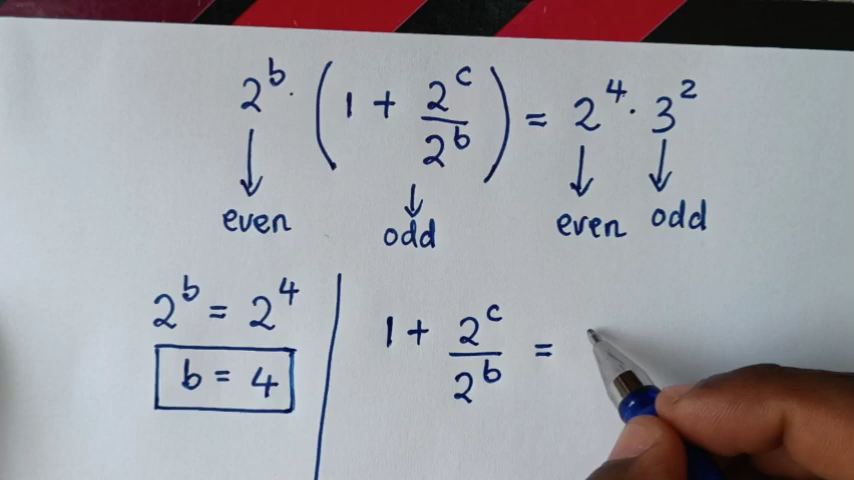 2^b · (1 + 2^c/2^b) = 2^4 · 3^2
↓ ↓ ↓ ↓
even odd even odd
2^b = 2^4
b = 4
1 + 2^c/2^b =